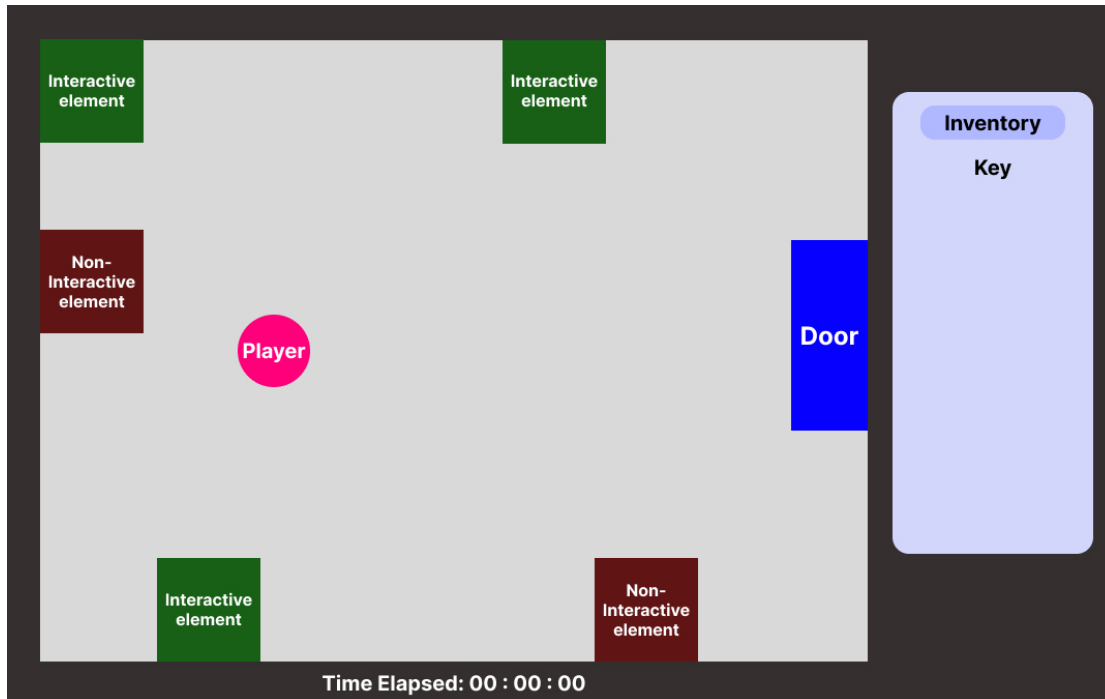 Interactive
element
Interactive
element
Inventory
Key
Non-
Interactive
element
Door
Player
Interactive
element
Non-
Interactive
element
Time Elapsed: 00 : 00 : 00